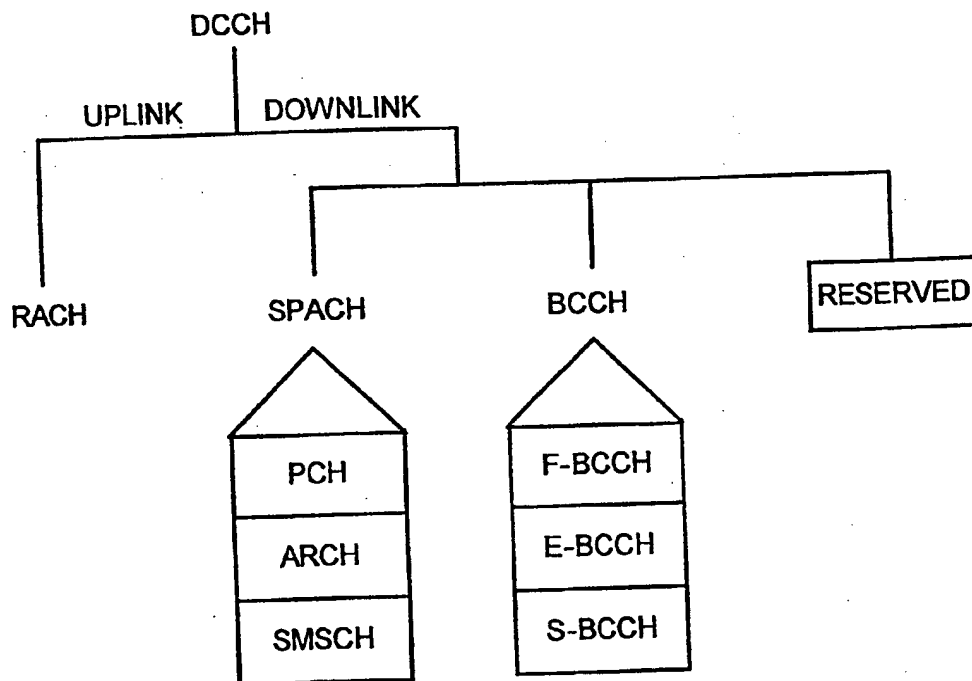 DCCH
UPLINK DOWNLINK
RACH SPACH BCCH RESERVED
PCH F-BCCH
ARCH E-BCCH
SMSCH S-BCCH